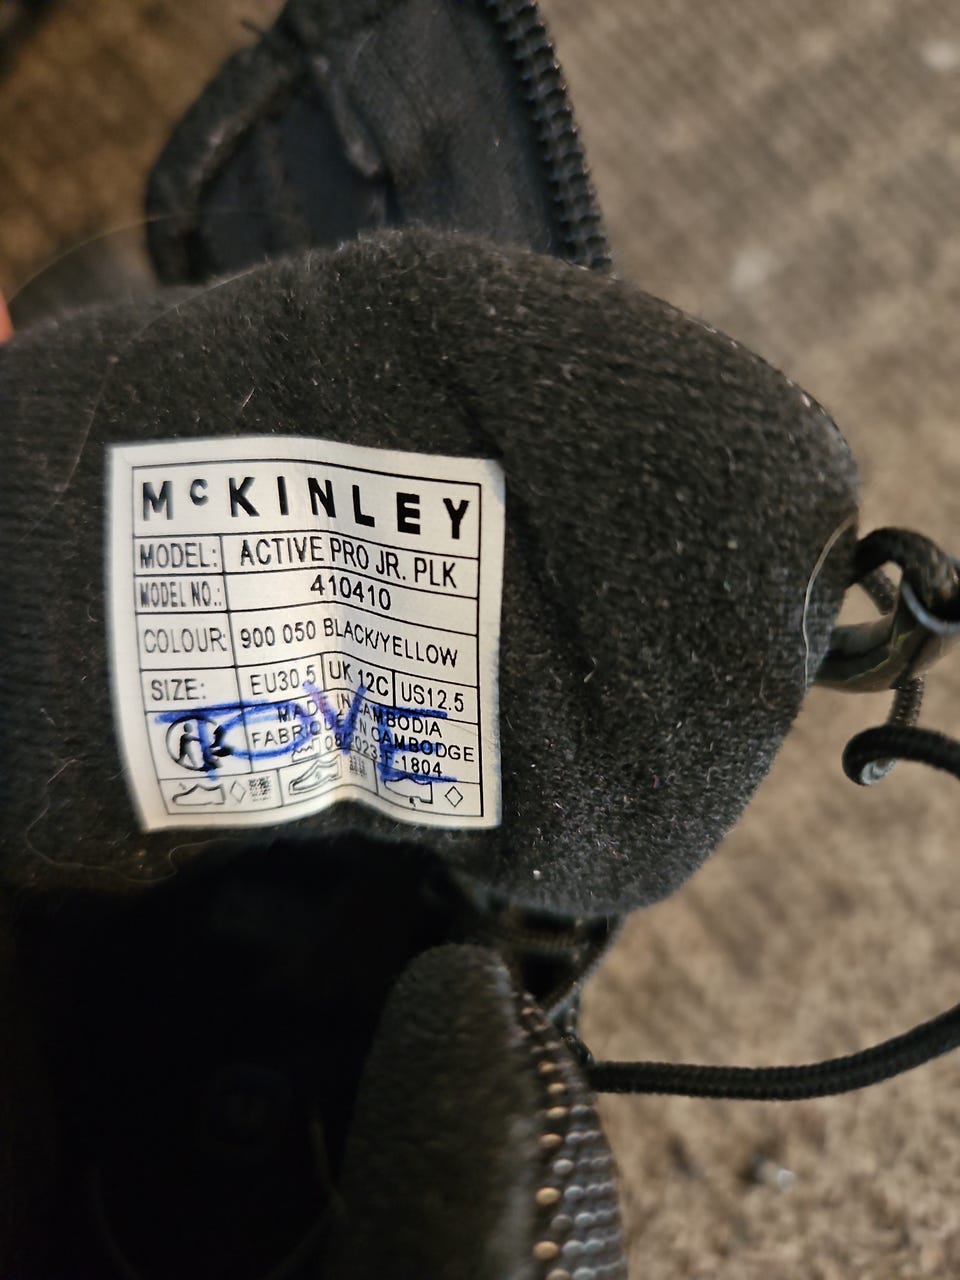 McKINLEY
MODEL: ACTIVE PRO JR. PLK
MODEL NO.: 410410
COLOUR: 900 050 BLACK/YELLOW
SIZE: EU30.5 UK 12C US12.5
MADE IN CAMBODIA
FABRIQUE EN CAMBODGE
08/2023-F-1804